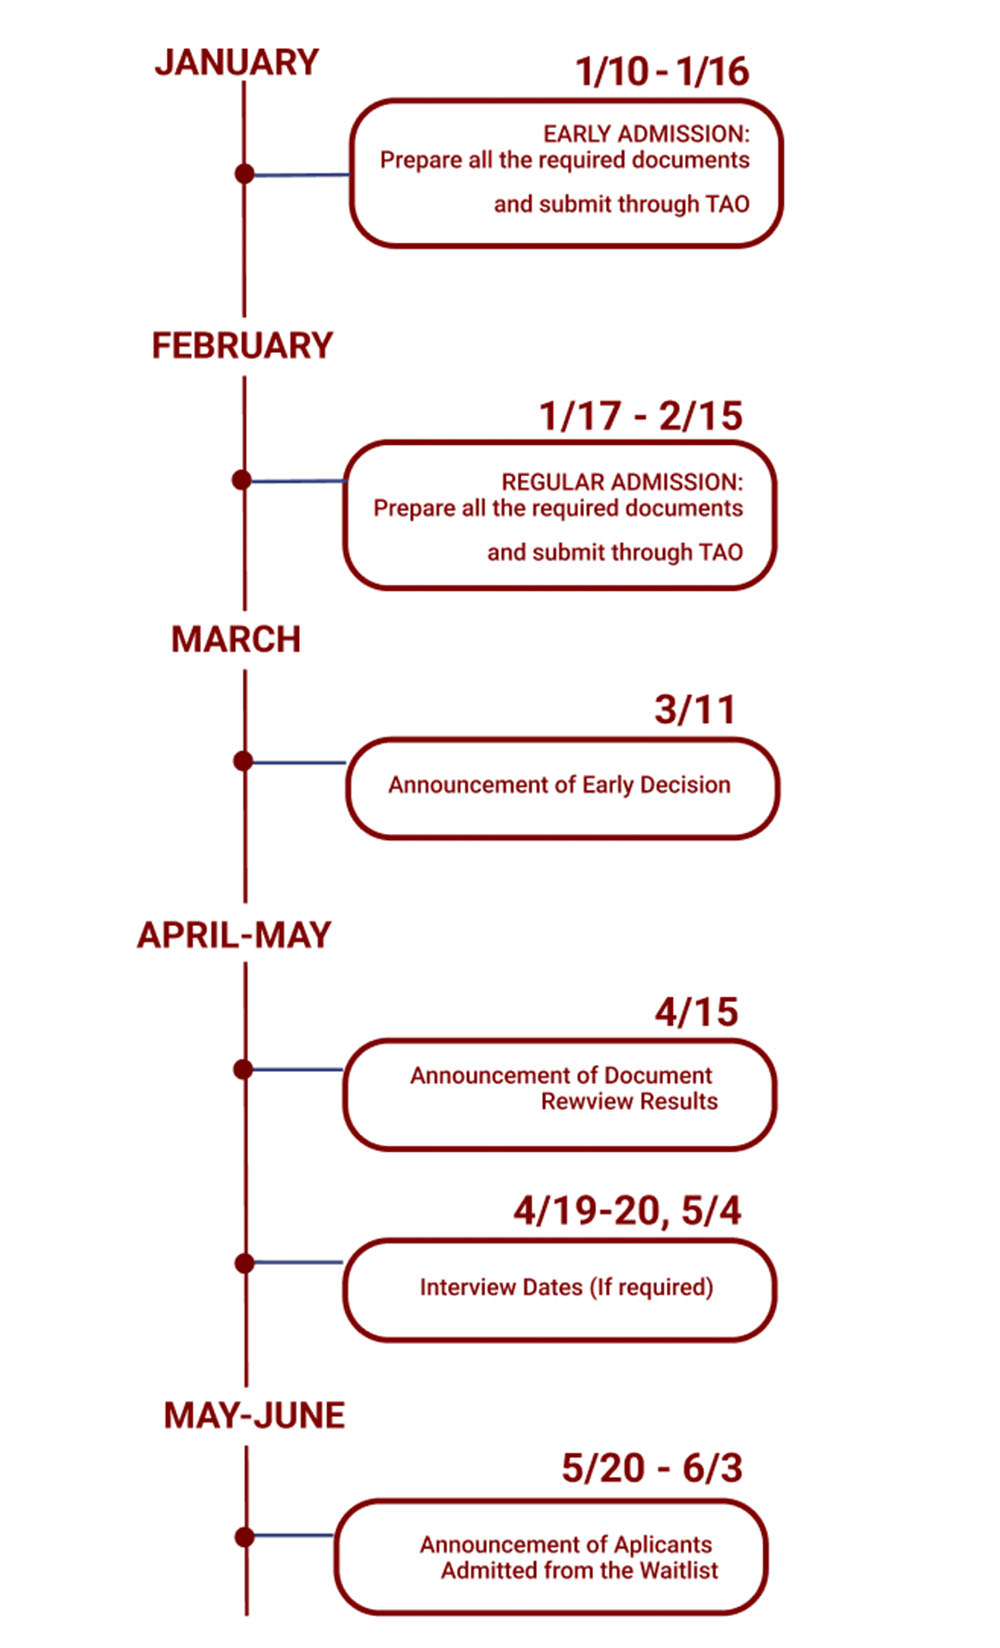 JANUARY
1/10 - 1/16
EARLY ADMISSION:
Prepare all the required documents
and submit through TAO
FEBRUARY
1/17 - 2/15
REGULAR ADMISSION:
Prepare all the required documents
and submit through TAO
MARCH
3/11
Announcement of Early Decision
APRIL-MAY
4/15
Announcement of Document
Rewview Results
4/19-20, 5/4
Interview Dates (If required)
MAY-JUNE
5/20 - 6/3
Announcement of Aplicants
Admitted from the Waitlist